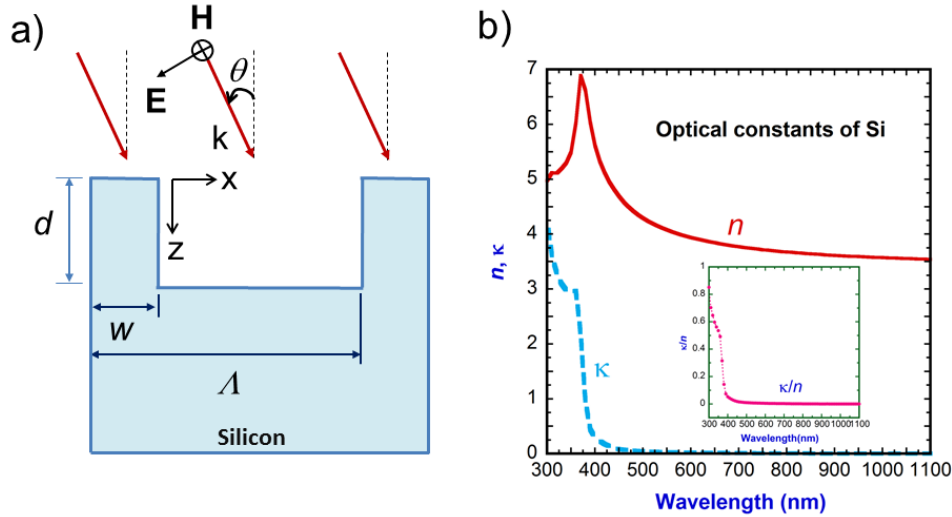 a)
H
E
θ
k
x
z
d
w
Λ
Silicon
b)
Optical constants of Si
n
κ
n, κ
7
6
5
4
3
2
1
0
300 400 500 600 700 800 900 1000 1100
Wavelength (nm)
κ/n
1
0.8
0.6
0.4
0.2
0
κ/n
300 400 500 600 700 800 900 1000 1100
Wavelength(nm)